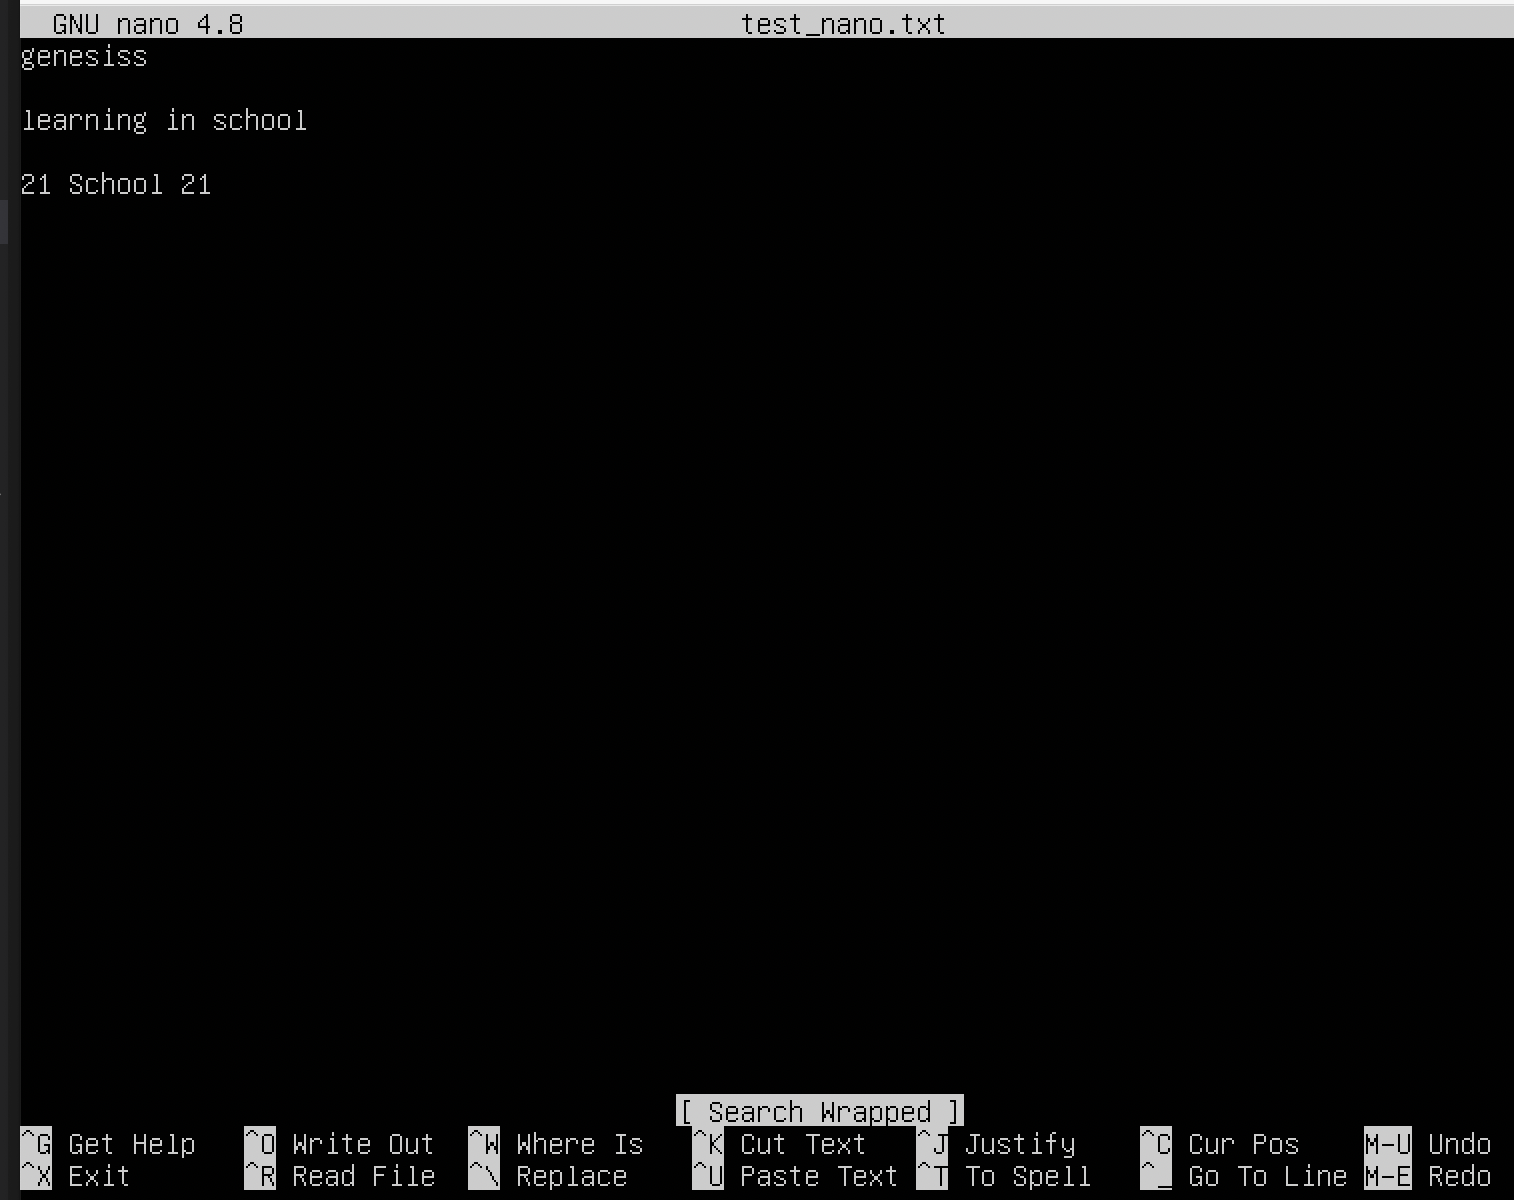 GNU nano 4.8 test_nano.txt
genesiss
learning in school
21 School 21
[ Search Wrapped ]
^G Get Help ^O Write Out ^W Where Is ^K Cut Text ^J Justify ^C Cur Pos M-U Undo
^X Exit ^R Read File ^\ Replace ^U Paste Text ^T To Spell ^_ Go To Line M-E Redo